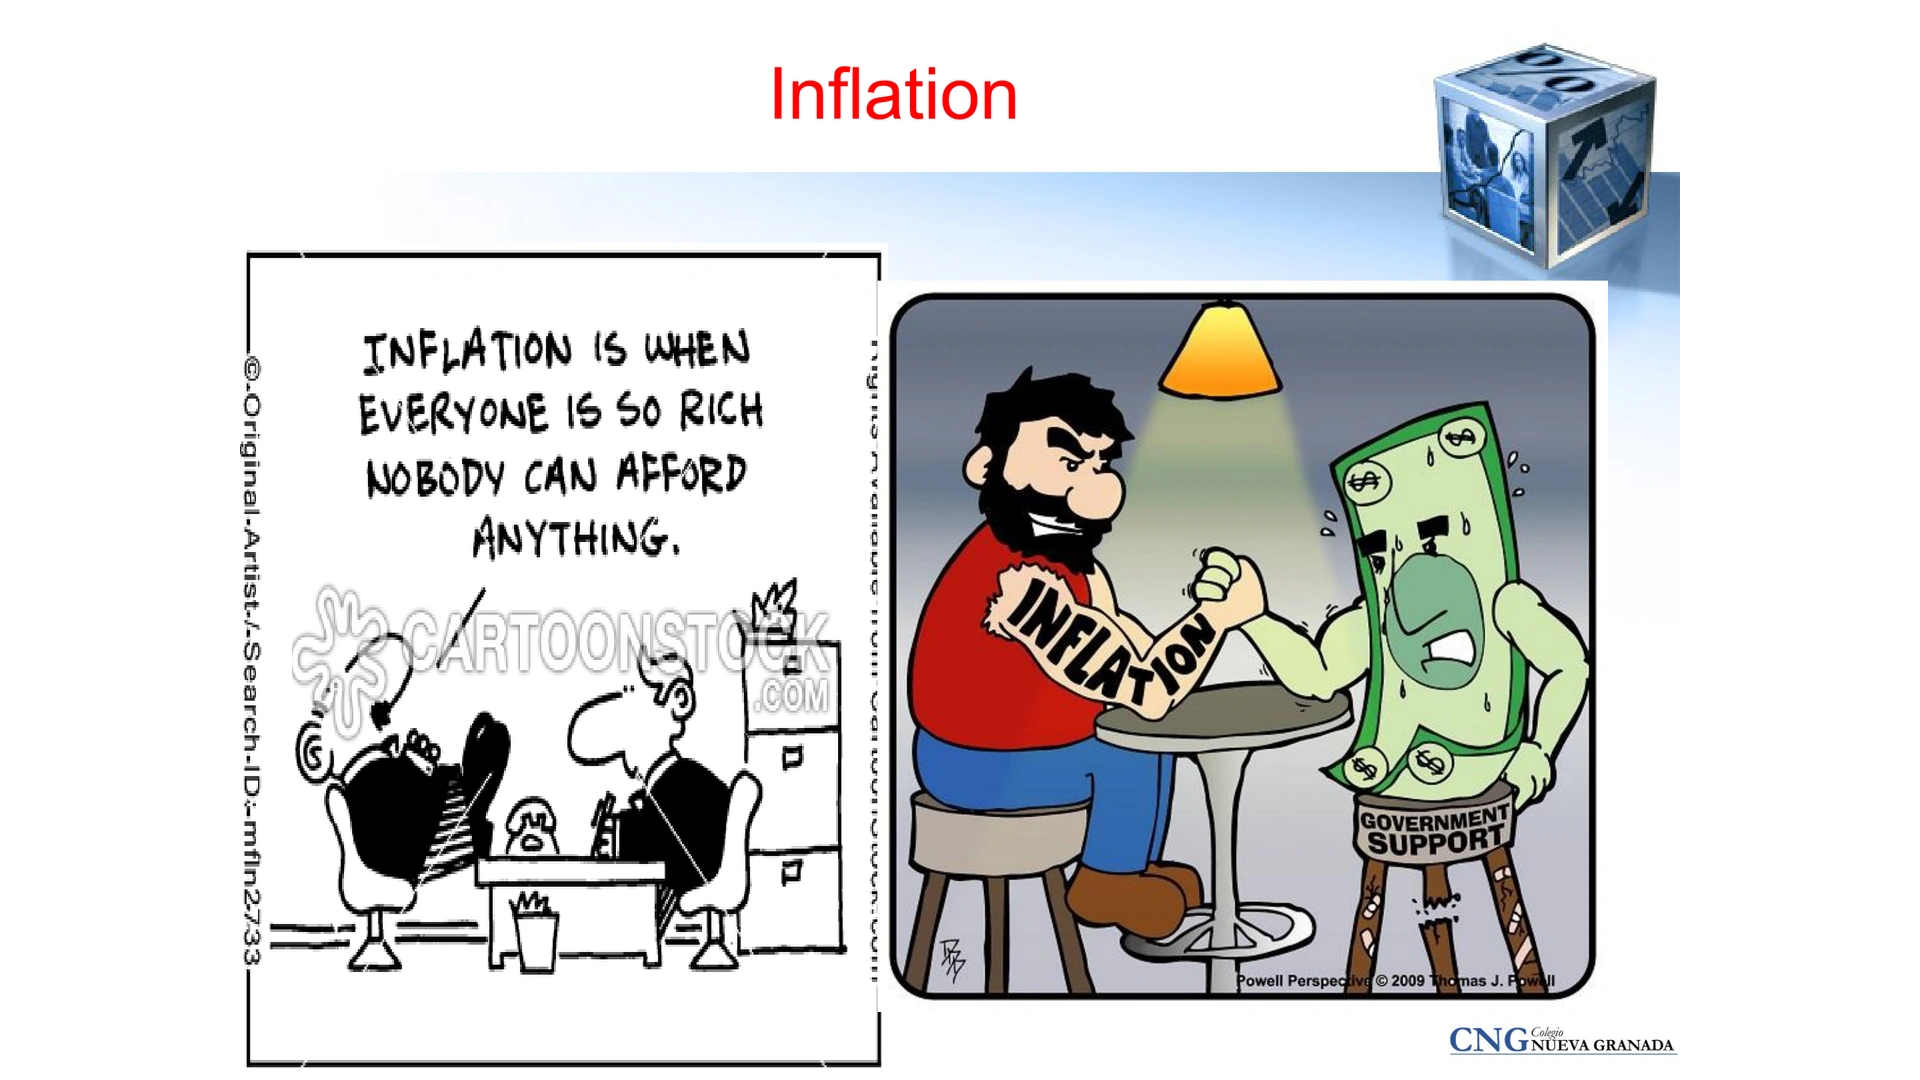 Inflation
%
INFLATION IS WHEN
EVERYONE IS SO RICH
NOBODY CAN AFFORD
ANYTHING.
©-Original-Artist-/-Search-ID:-mfln2733
CARTOONSTOCK
.COM
INFLATION
$
$
$
$
GOVERNMENT
SUPPORT
Powell Perspective © 2009 Thomas J. Powell
CNG Colegio
NUEVA GRANADA